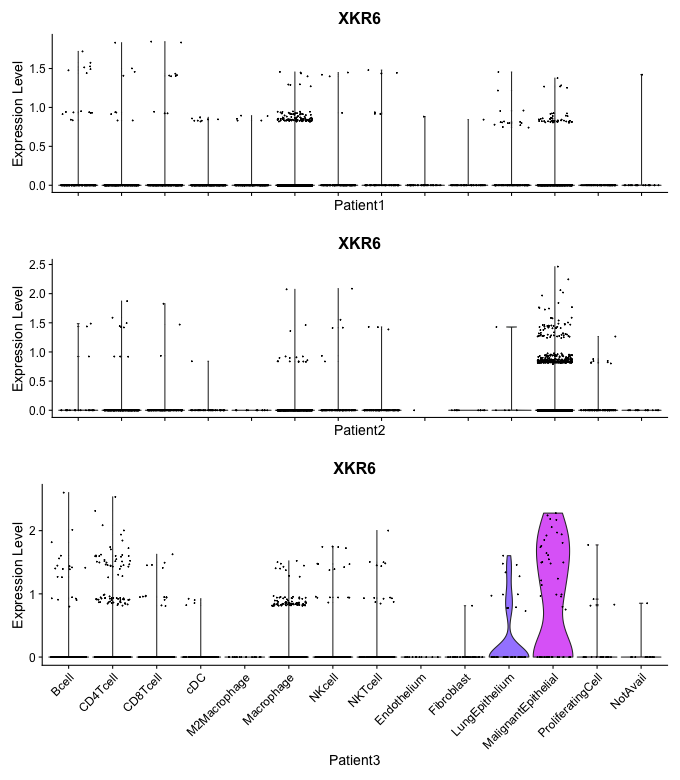 XKR6
Expression Level
1.5
1.0
0.5
0.0
Patient1
XKR6
Expression Level
2.5
2.0
1.5
1.0
0.5
0.0
Patient2
XKR6
Expression Level
2
1
0
Bcell
CD4Tcell
CD8Tcell
cDC
M2Macrophage
Macrophage
NKcell
NKTcell
Endothelium
Fibroblast
LungEpithelium
MalignantEpithelial
ProliferatingCell
NotAvail
Patient3